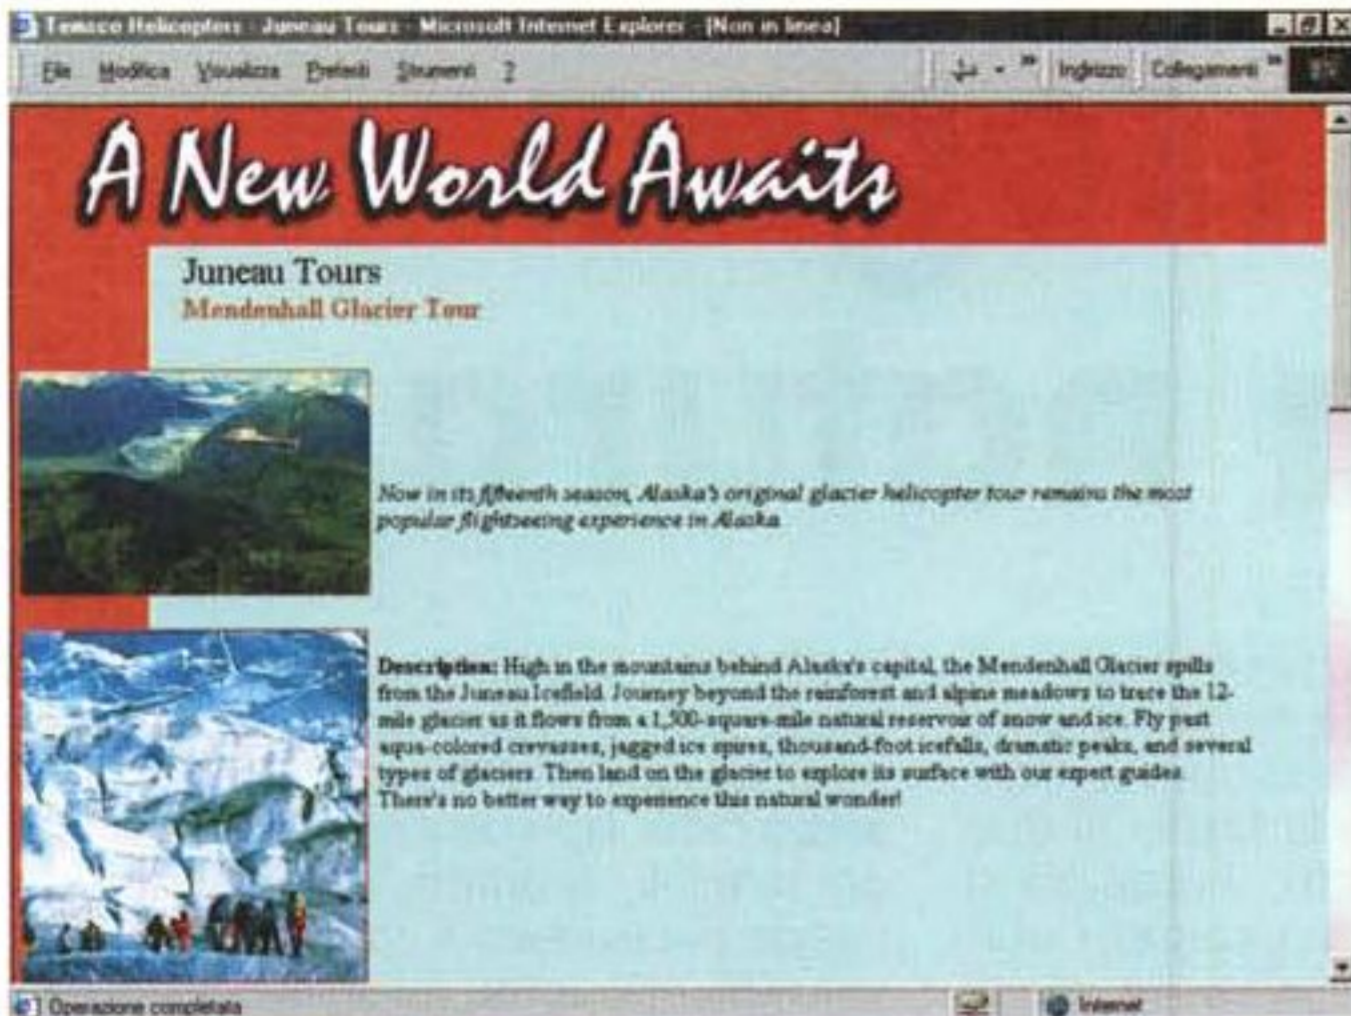 Temsco Helicopters - Juneau Tours - Microsoft Internet Explorer - [Non in linea]
File Modifica Visualizza Preferiti Strumenti ? Indirizzo Collegamenti
A New World Awaits
Juneau Tours
Mendenhall Glacier Tour
Now in its fifteenth season, Alaska's original glacier helicopter tour remains the most
popular flightseeing experience in Alaska.
Description: High in the mountains behind Alaska's capital, the Mendenhall Glacier spills
from the Juneau Icefield. Journey beyond the rainforest and alpine meadows to trace the 12-
mile glacier as it flows from a 1,500-square-mile natural reservoir of snow and ice. Fly past
aqua-colored crevasses, jagged ice spires, thousand-foot icefalls, dramatic peaks, and several
types of glaciers. Then land on the glacier to explore its surface with our expert guides.
There's no better way to experience this natural wonder!
Operazione completata Internet